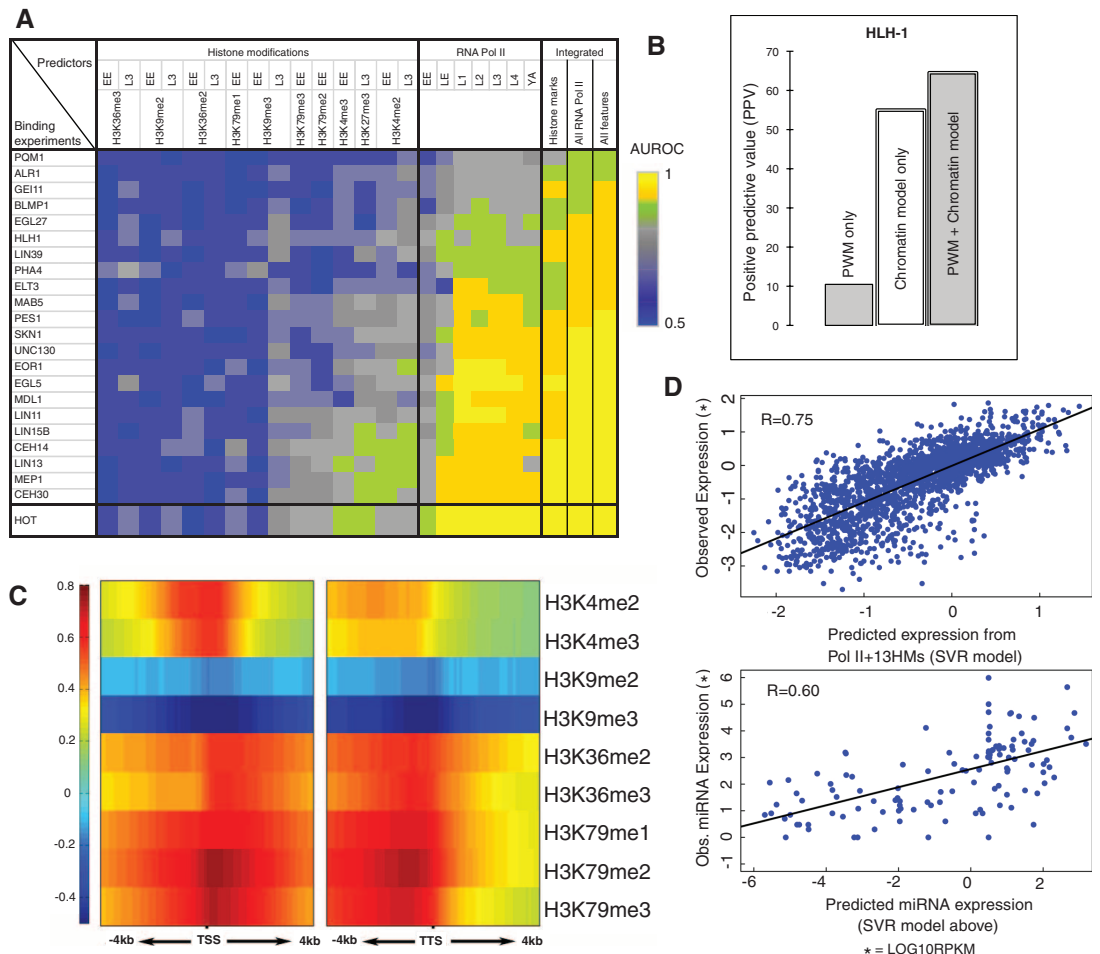 A
Predictors
Binding
experiments
Histone modifications
RNA Pol II
Integrated
EE L3 EE L3 EE L3 EE EE L3 EE EE EE L3 EE L3 EE LE L1 L2 L3 L4 YA
H3K36me3 H3K9me2 H3K36me2 H3K79me1 H3K9me3 H3K79me3 H3K79me2 H3K4me3 H3K27me3 H3K4me2
Histone marks
All RNA Pol II
All features
PQM1
ALR1
GEI11
BLMP1
EGL27
HLH1
LIN39
PHA4
ELT3
MAB5
PES1
SKN1
UNC130
EOR1
EGL5
MDL1
LIN11
LIN15B
CEH14
LIN13
MEP1
CEH30
HOT
AUROC
1
0.5
B
HLH-1
Positive predictive value (PPV)
70
60
50
40
30
20
10
0
PWM only
Chromatin model only
PWM + Chromatin model
C
0.8
0.6
0.4
0.2
0
-0.2
-0.4
H3K4me2
H3K4me3
H3K9me2
H3K9me3
H3K36me2
H3K36me3
H3K79me1
H3K79me2
H3K79me3
-4kb TSS 4kb
-4kb TTS 4kb
D
R=0.75
Observed Expression (*)
2
1
0
-1
-2
-3
-2 -1 0 1
Predicted expression from
Pol II+13HMs (SVR model)
R=0.60
Obs. miRNA Expression (*)
6
5
4
3
2
1
0
-1
-6 -4 -2 0 2
Predicted miRNA expression
(SVR model above)
* = LOG10RPKM